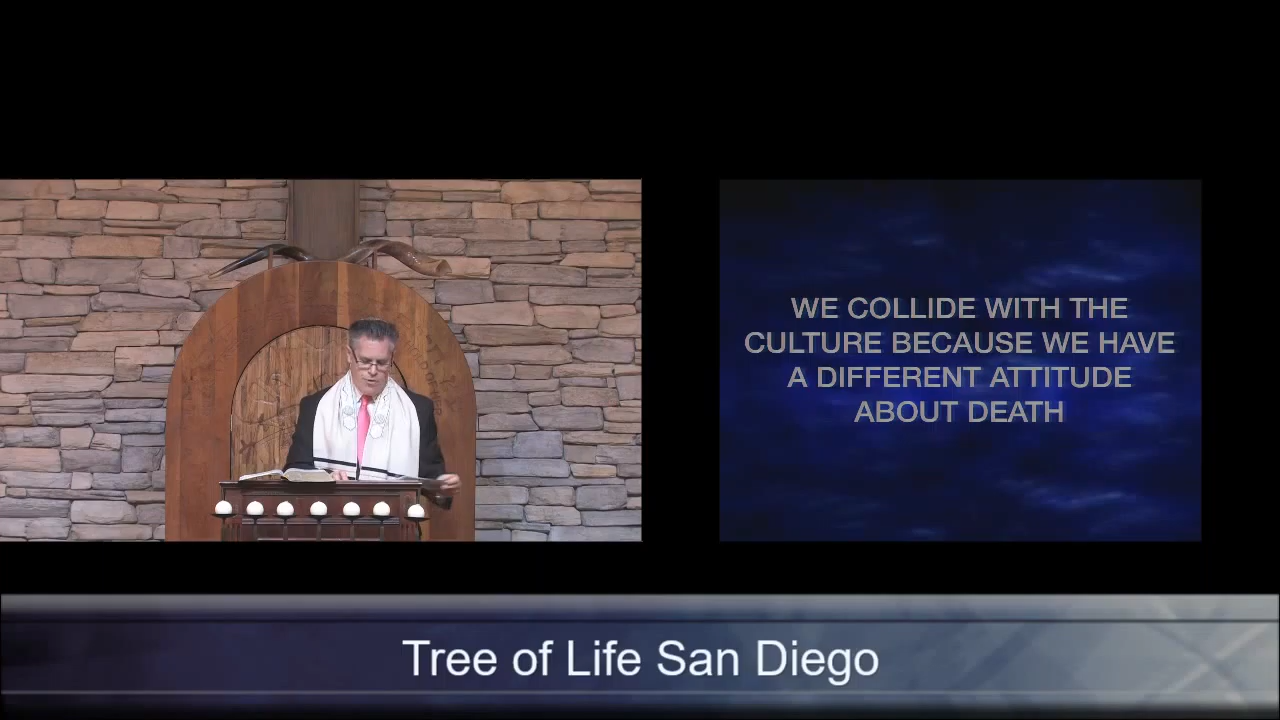 WE COLLIDE WITH THE
CULTURE BECAUSE WE HAVE
A DIFFERENT ATTITUDE
ABOUT DEATH
Tree of Life San Diego